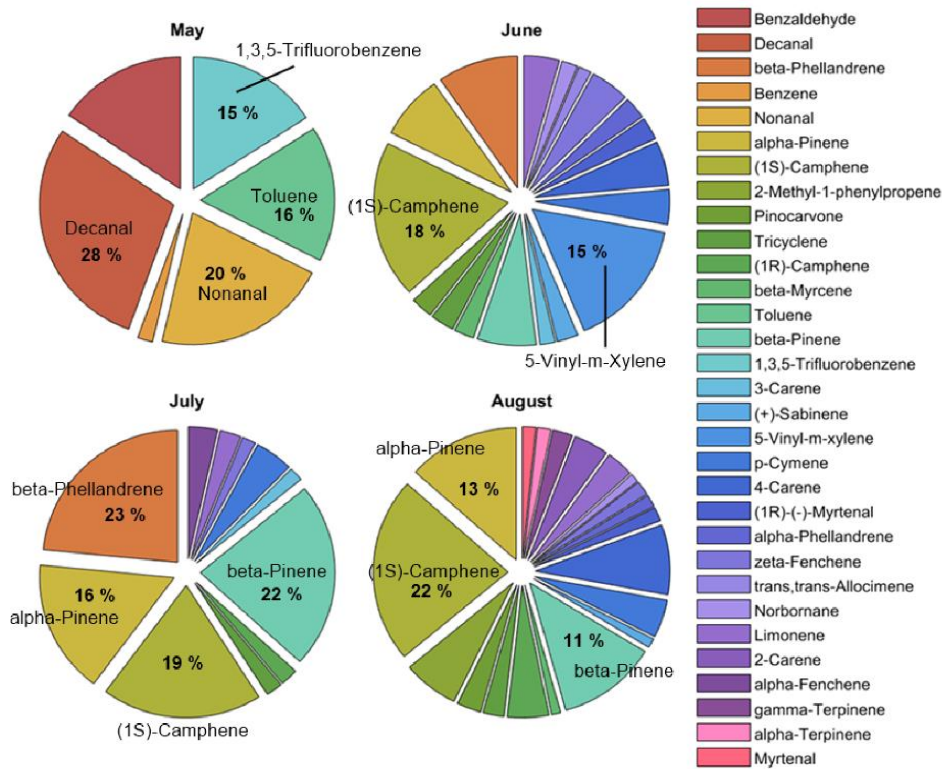 May
1,3,5-Trifluorobenzene
15 %
Toluene
16 %
20 %
Nonanal
Decanal
28 %
June
(1S)-Camphene
18 %
15 %
5-Vinyl-m-Xylene
July
beta-Phellandrene
23 %
beta-Pinene
22 %
16 %
alpha-Pinene
19 %
(1S)-Camphene
August
alpha-Pinene
13 %
(1S)-Camphene
22 %
11 %
beta-Pinene
Benzaldehyde
Decanal
beta-Phellandrene
Benzene
Nonanal
alpha-Pinene
(1S)-Camphene
2-Methyl-1-phenylpropene
Pinocarvone
Tricyclene
(1R)-Camphene
beta-Myrcene
Toluene
beta-Pinene
1,3,5-Trifluorobenzene
3-Carene
(+)-Sabinene
5-Vinyl-m-xylene
p-Cymene
4-Carene
(1R)-(-)-Myrtenal
alpha-Phellandrene
zeta-Fenchene
trans,trans-Allocimene
Norbornane
Limonene
2-Carene
alpha-Fenchene
gamma-Terpinene
alpha-Terpinene
Myrtenal